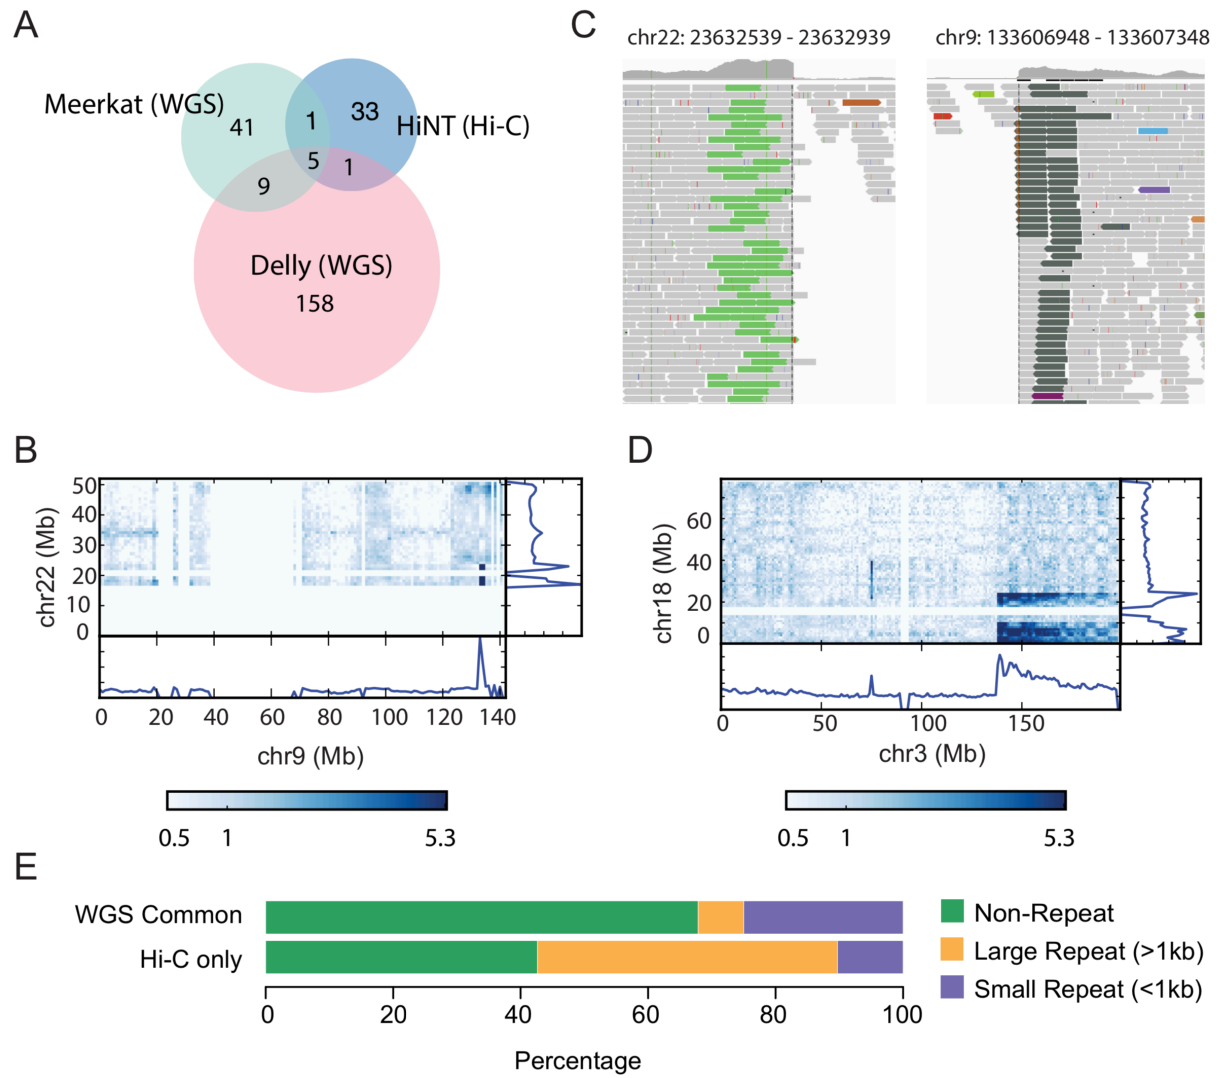 A
Meerkat (WGS)
41
1
33
HiNT (Hi-C)
5
1
9
Delly (WGS)
158
C
chr22: 23632539 - 23632939
chr9: 133606948 - 133607348
B
chr22 (Mb)
50
40
30
20
10
0
0 20 40 60 80 100 120 140
chr9 (Mb)
0.5 1 5.3
D
chr18 (Mb)
60
40
20
0
0 50 100 150
chr3 (Mb)
0.5 1 5.3
E
WGS Common
Hi-C only
0 20 40 60 80 100
Percentage
Non-Repeat
Large Repeat (>1kb)
Small Repeat (<1kb)